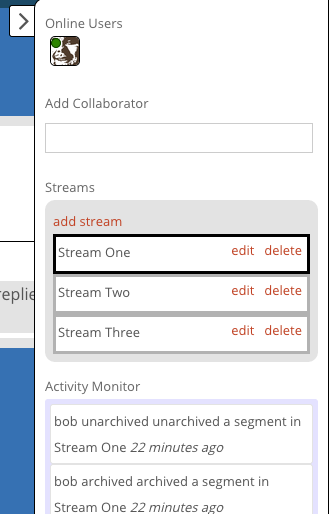 Online Users
Add Collaborator
Streams
add stream
Stream One edit delete
Stream Two edit delete
Stream Three edit delete
replie
Activity Monitor
bob unarchived unarchived a segment in
Stream One 22 minutes ago
bob archived archived a segment in
Stream One 22 minutes ago